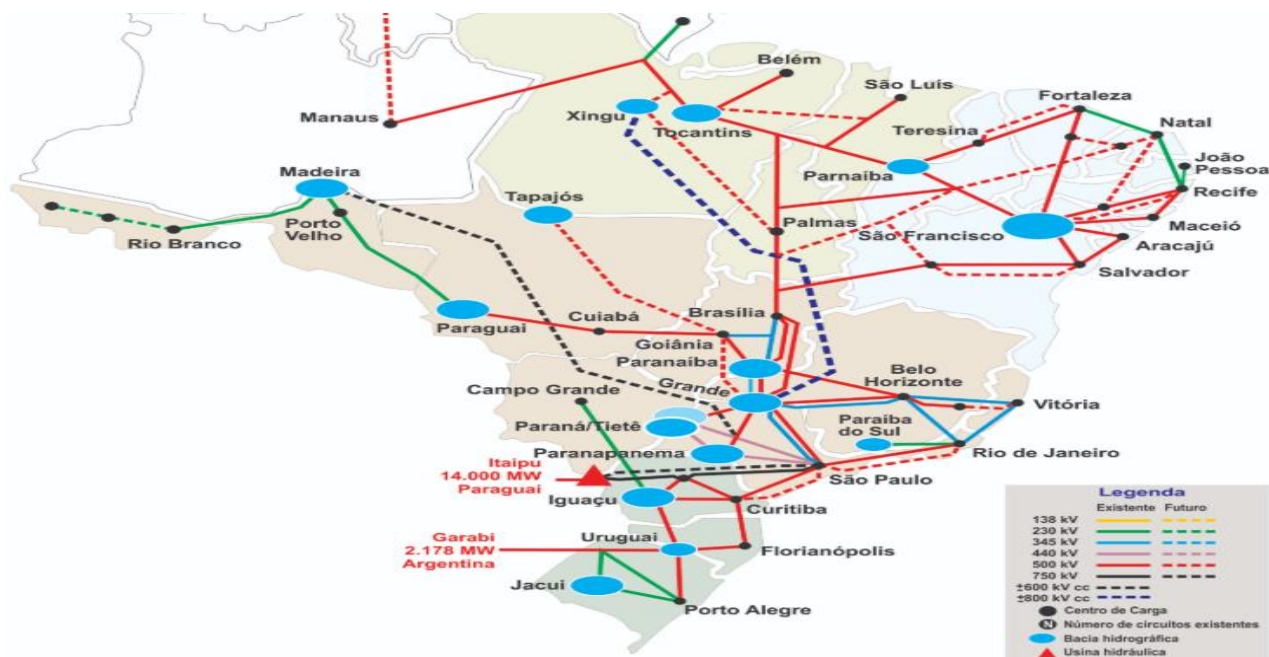 Belém
São Luís
Fortaleza
Manaus
Xingu
Tocantins
Teresina
Natal
João
Pessoa
Madeira
Parnaíba
Recife
Tapajós
Porto
Velho
Rio Branco
Palmas
São Francisco
Maceió
Aracajú
Salvador
Paraguai
Cuiabá
Brasília
Goiânia
Paranaíba
Campo Grande
Grande
Belo
Horizonte
Vitória
Paraná/Tietê
Paraiba
do Sul
Paranapanema
Rio de Janeiro
Itaipu
14.000 MW
Paraguai
São Paulo
Iguaçu
Curitiba
Garabi
2.178 MW
Argentina
Uruguai
Florianópolis
Jacui
Porto Alegre
Legenda
Existente Futuro
138 kV
230 kV
345 kV
440 kV
500 kV
750 kV
±600 kV cc
±800 kV cc
Centro de Carga
N Número de circuitos existentes
Bacia hidrográfica
Usina hidráulica